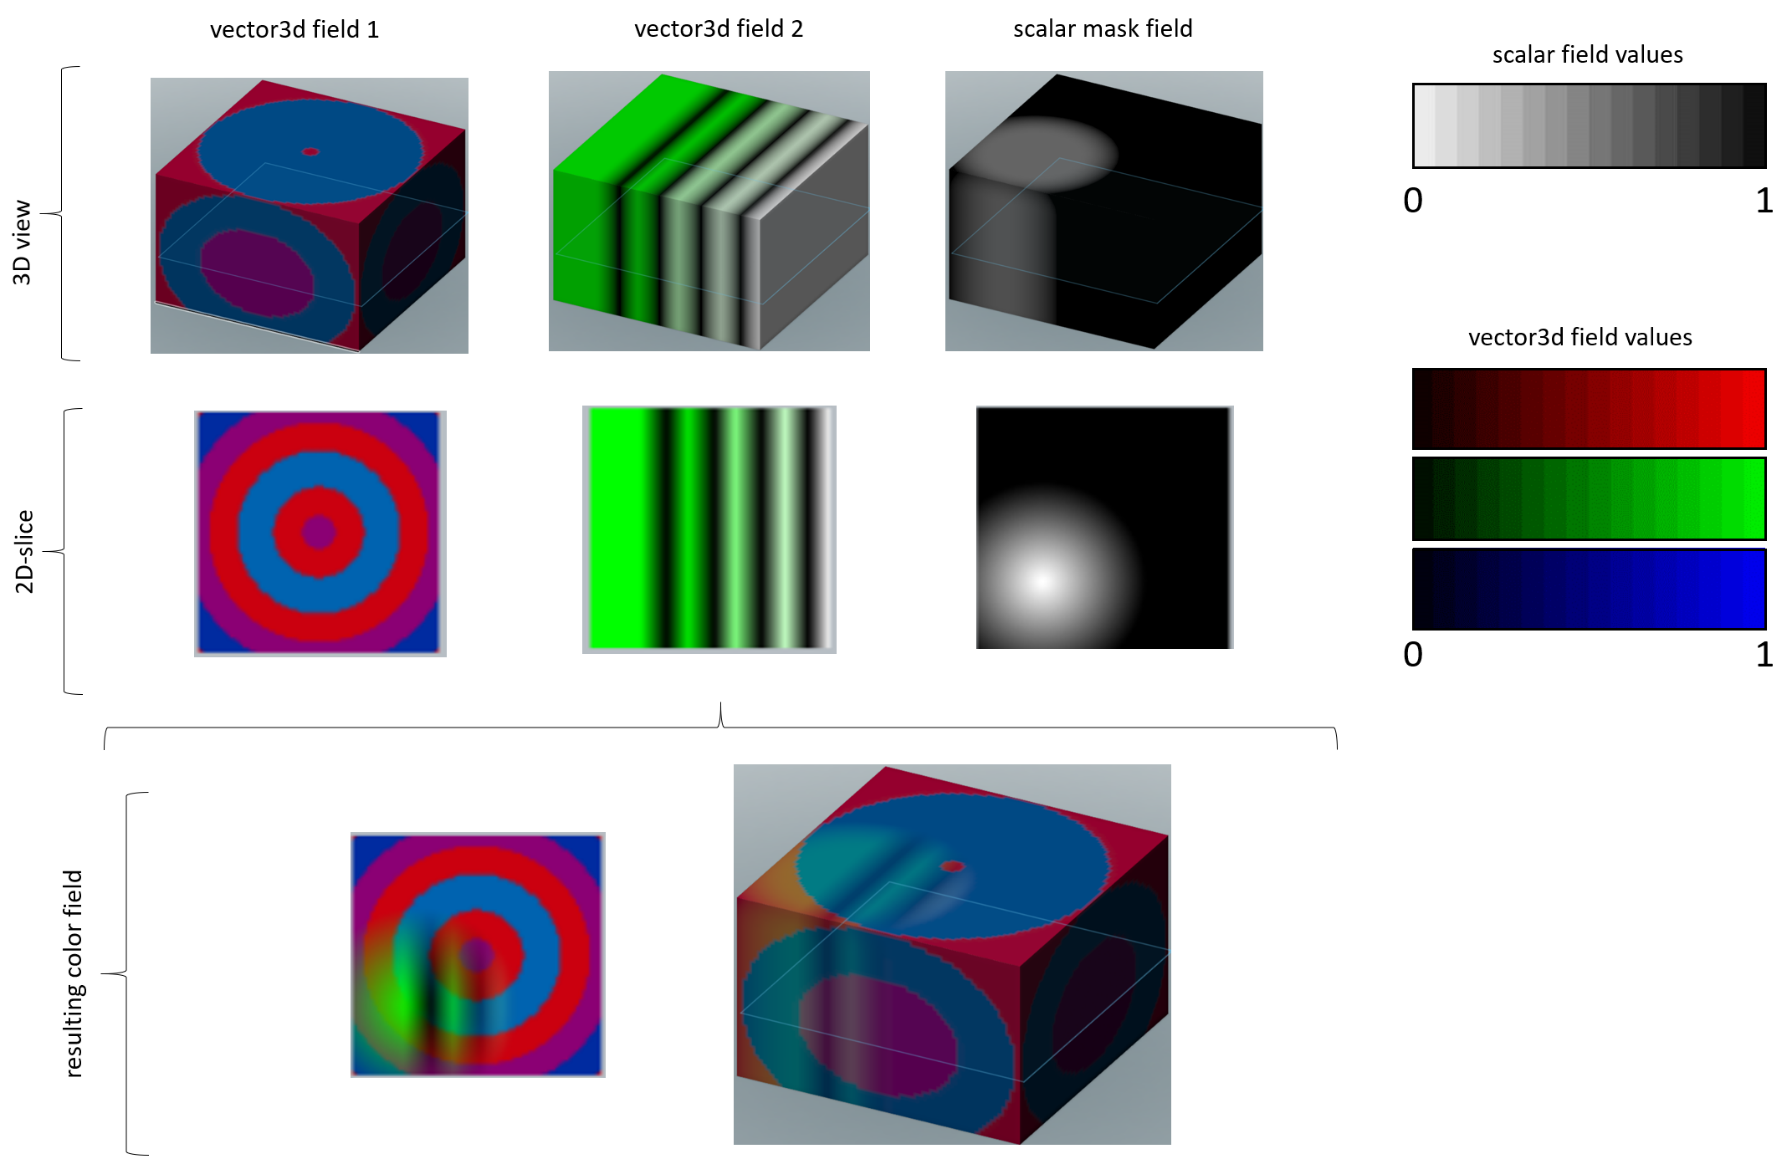 vector3d field 1
vector3d field 2
scalar mask field
scalar field values
0
1
3D view
vector3d field values
2D-slice
0
1
resulting color field